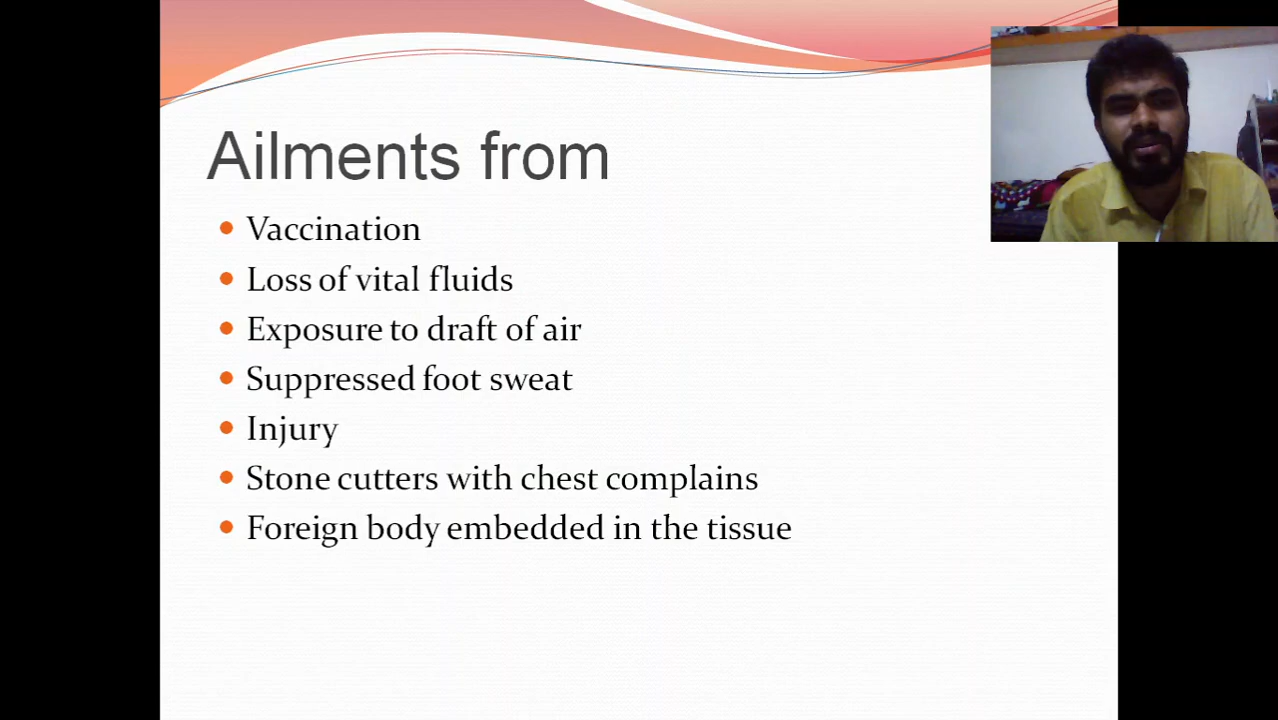 Ailments from
Vaccination
Loss of vital fluids
Exposure to draft of air
Suppressed foot sweat
Injury
Stone cutters with chest complains
Foreign body embedded in the tissue